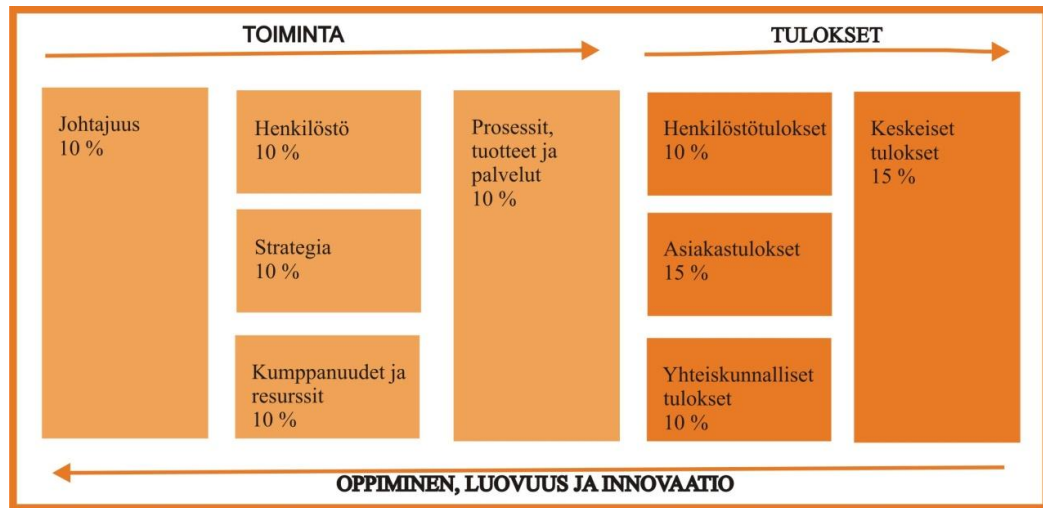 TOIMINTA
TULOKSET
Johtajuus
10 %
Henkilöstö
10 %
Strategia
10 %
Kumppanuudet ja
resurssit
10 %
Prosessit,
tuotteet ja
palvelut
10 %
Henkilöstötulokset
10 %
Asiakastulokset
15 %
Yhteiskunnalliset
tulokset
10 %
Keskeiset
tulokset
15 %
OPPIMINEN, LUOVUUS JA INNOVAATIO